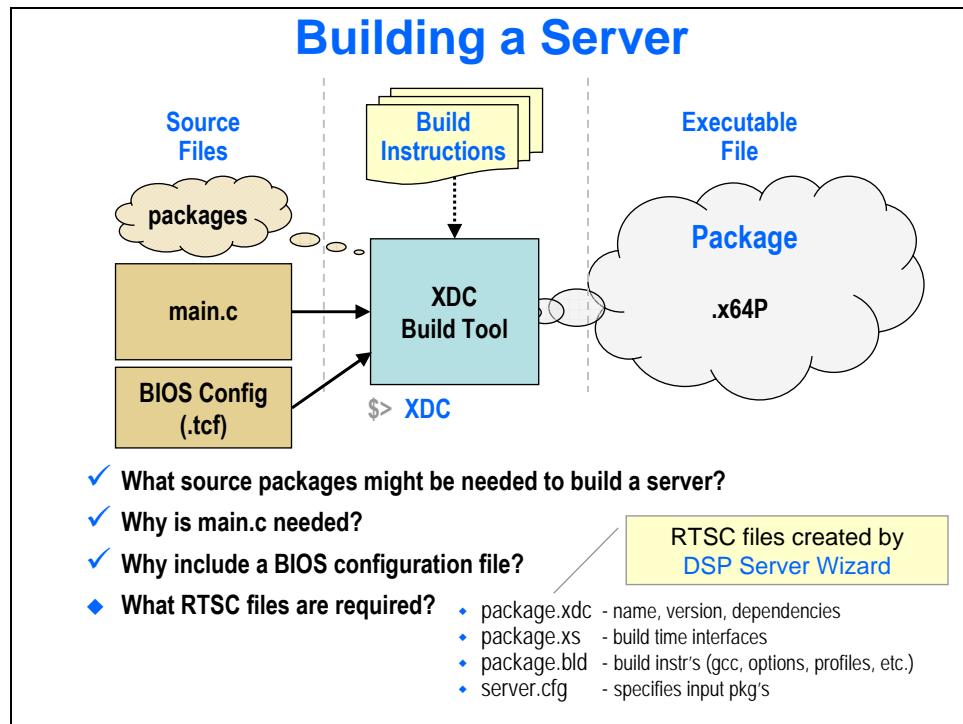 Building a Server
Source
Files
Build
Instructions
Executable
File
packages
main.c
BIOS Config
(.tcf)
XDC
Build Tool
$> XDC
Package
.x64P
✓ What source packages might be needed to build a server?
✓ Why is main.c needed?
✓ Why include a BIOS configuration file?
◆ What RTSC files are required?
RTSC files created by
DSP Server Wizard
◆ package.xdc - name, version, dependencies
◆ package.xs - build time interfaces
◆ package.bld - build instr's (gcc, options, profiles, etc.)
◆ server.cfg - specifies input pkg's